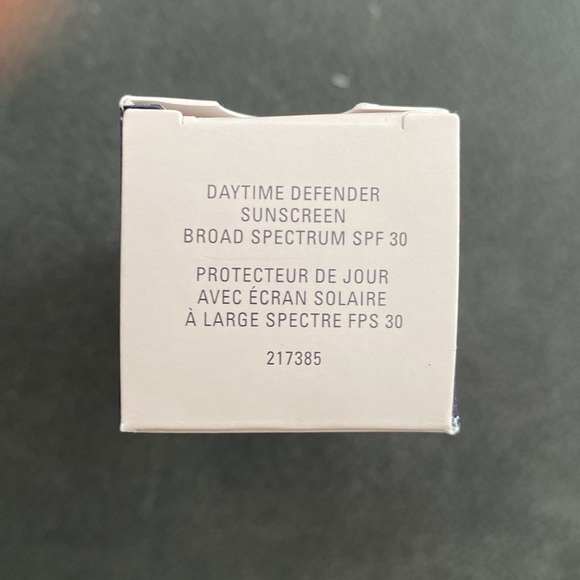 DAYTIME DEFENDER
SUNSCREEN
BROAD SPECTRUM SPF 30
PROTECTEUR DE JOUR
AVEC ÉCRAN SOLAIRE
À LARGE SPECTRE FPS 30
217385